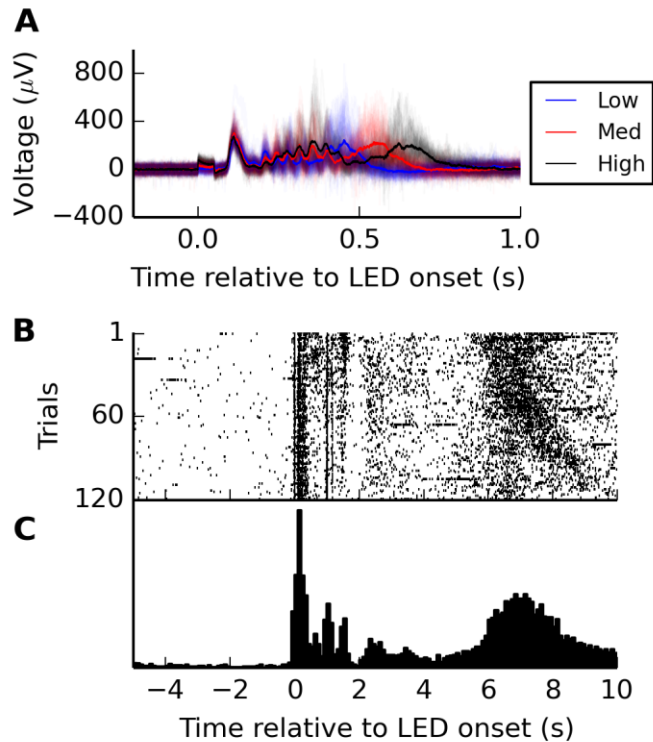 A
Voltage (μV)
800
400
0
−400
0.0 0.5 1.0
Time relative to LED onset (s)
Low
Med
High
B
Trials
1
60
120
C
−4 −2 0 2 4 6 8 10
Time relative to LED onset (s)